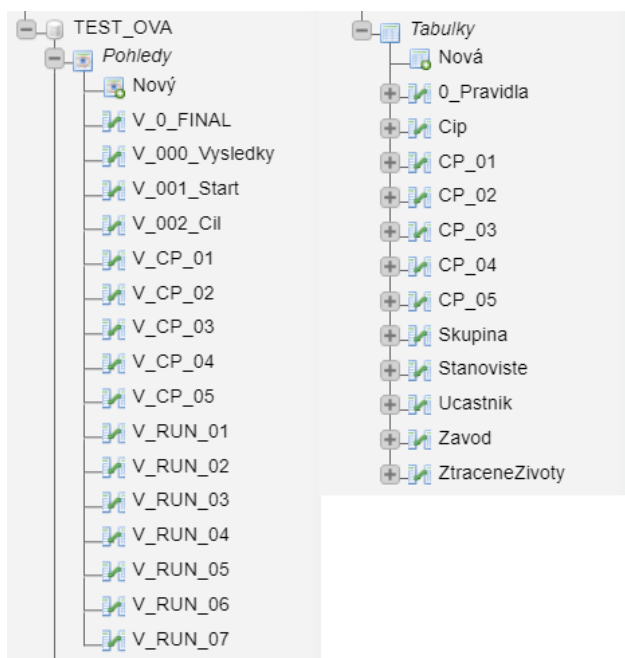 TEST_OVA
Pohledy
Nový
V_0_FINAL
V_000_Vysledky
V_001_Start
V_002_Cil
V_CP_01
V_CP_02
V_CP_03
V_CP_04
V_CP_05
V_RUN_01
V_RUN_02
V_RUN_03
V_RUN_04
V_RUN_05
V_RUN_06
V_RUN_07
Tabulky
Nová
0_Pravidla
Cip
CP_01
CP_02
CP_03
CP_04
CP_05
Skupina
Stanoviste
Ucastnik
Zavod
ZtraceneZivoty